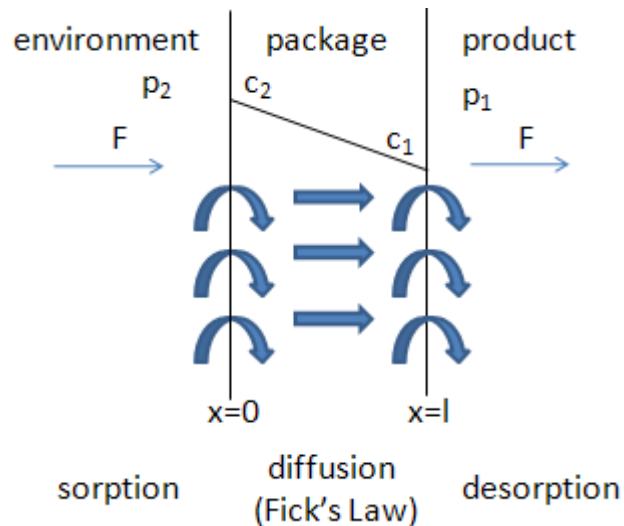 environment package product
p₂ c₂ p₁
F c₁ F
x=0 x=l
sorption diffusion desorption
(Fick's Law)